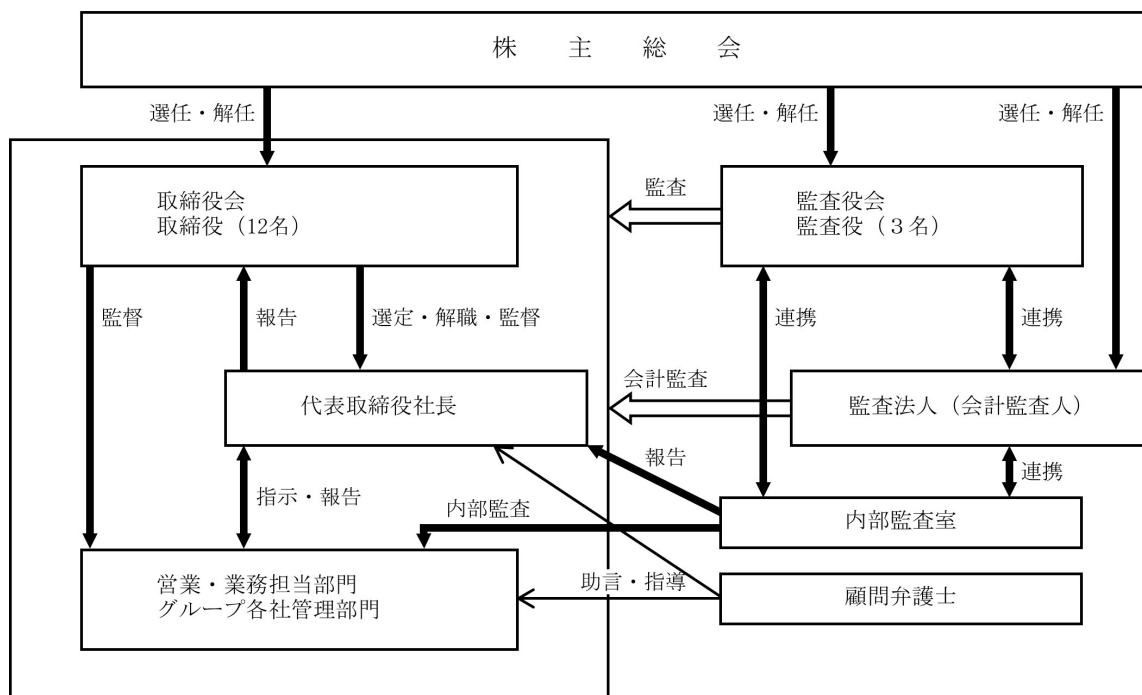 株主総会
選任・解任
選任・解任
選任・解任
取締役会
取締役（12名）
監査
監査役会
監査役（３名）
監督
報告
選定・解職・監督
連携
連携
代表取締役社長
会計監査
監査法人（会計監査人）
報告
連携
指示・報告
内部監査
内部監査室
営業・業務担当部門
グループ各社管理部門
助言・指導
顧問弁護士